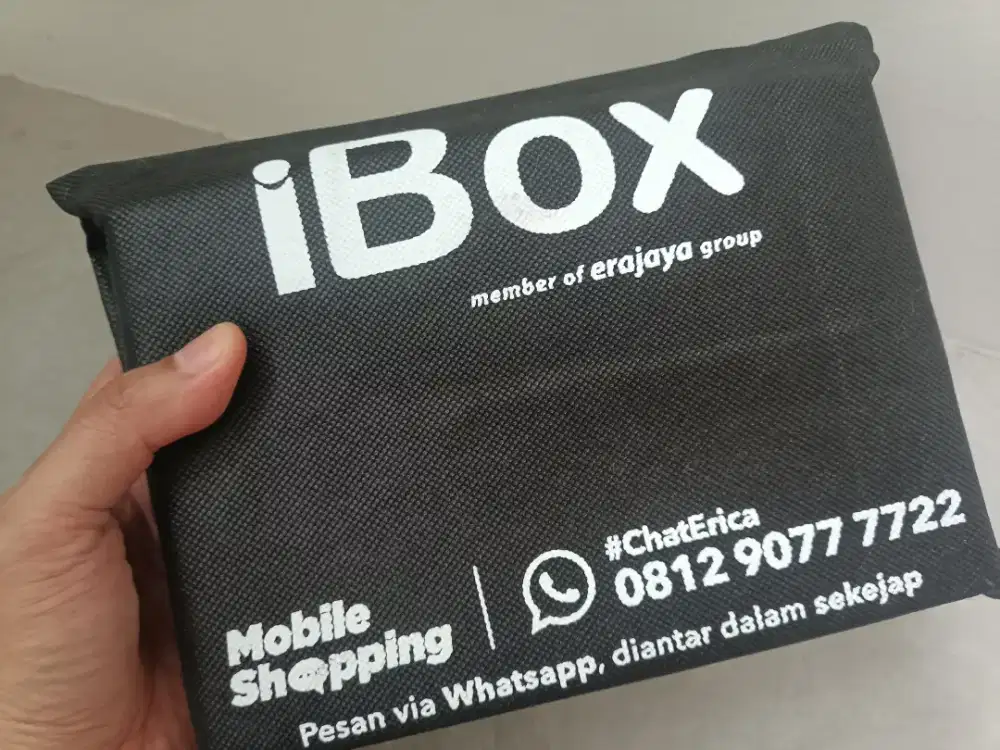 iBox
member of erajaya group
#ChatErica
0812 9077 7722
Mobile
Shopping
Pesan via Whatsapp, diantar dalam sekejap